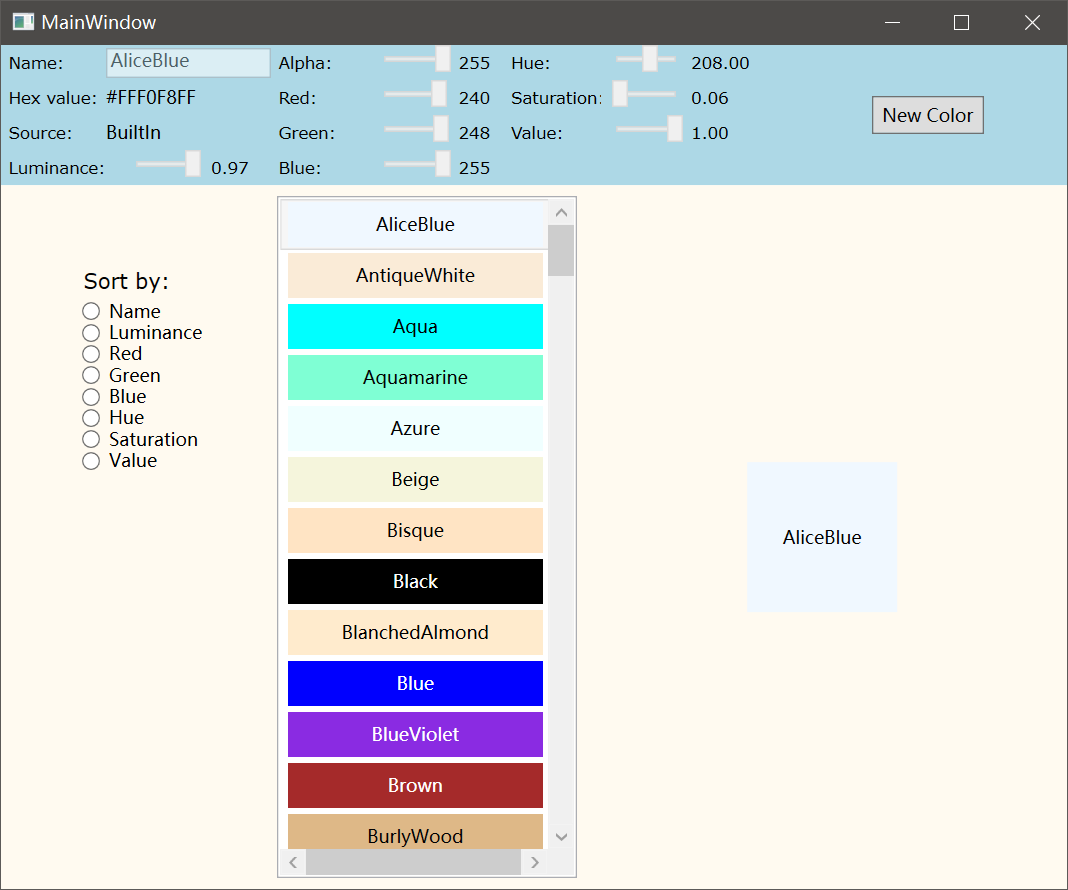 MainWindow
Name: AliceBlue Alpha: 255 Hue: 208.00
Hex value: #FFF0F8FF Red: 240 Saturation: 0.06
New Color
Source: BuiltIn Green: 248 Value: 1.00
Luminance: 0.97 Blue: 255
Sort by:
Name
Luminance
Red
Green
Blue
Hue
Saturation
Value
AliceBlue
AntiqueWhite
Aqua
Aquamarine
Azure
Beige
Bisque
Black
BlanchedAlmond
Blue
BlueViolet
Brown
BurlyWood
AliceBlue